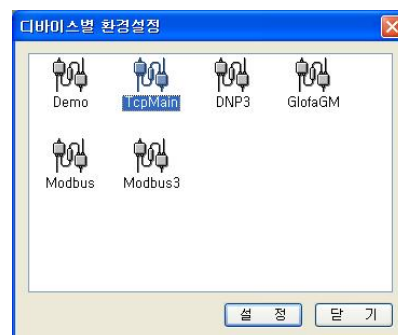 디바이스별 환경설정
Demo TcpMain DNP3 GlofaGM
Modbus Modbus3
설 정 닫 기